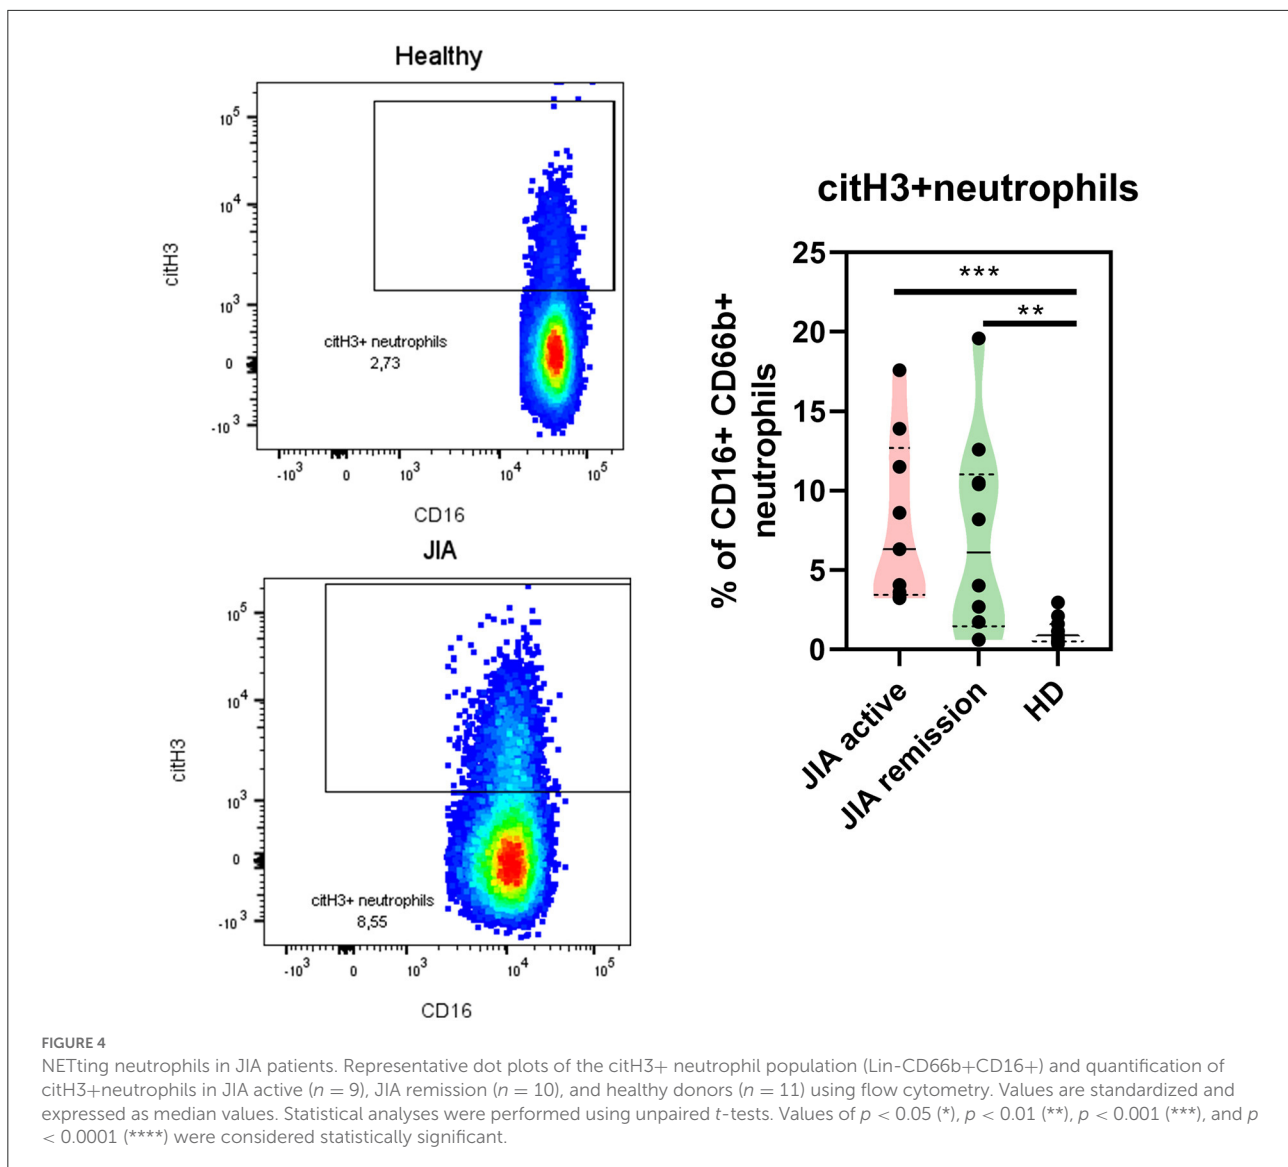 Healthy
10^5
10^4
10^3
0
-10^3
citH3
citH3+ neutrophils
2,73
-10^3 0 10^3 10^4 10^5
CD16
JIA
10^5
10^4
10^3
0
-10^3
citH3
citH3+ neutrophils
8,55
-10^3 0 10^3 10^4 10^5
CD16
citH3+neutrophils
% of CD16+ CD66b+
neutrophils
25
20
15
10
5
0
***
**
JIA active
JIA remission
HD
FIGURE 4
NETting neutrophils in JIA patients. Representative dot plots of the citH3+ neutrophil population (Lin-CD66b+CD16+) and quantification of
citH3+neutrophils in JIA active (n = 9), JIA remission (n = 10), and healthy donors (n = 11) using flow cytometry. Values are standardized and
expressed as median values. Statistical analyses were performed using unpaired t-tests. Values of p < 0.05 (*), p < 0.01 (**), p < 0.001 (***), and p
< 0.0001 (****) were considered statistically significant.